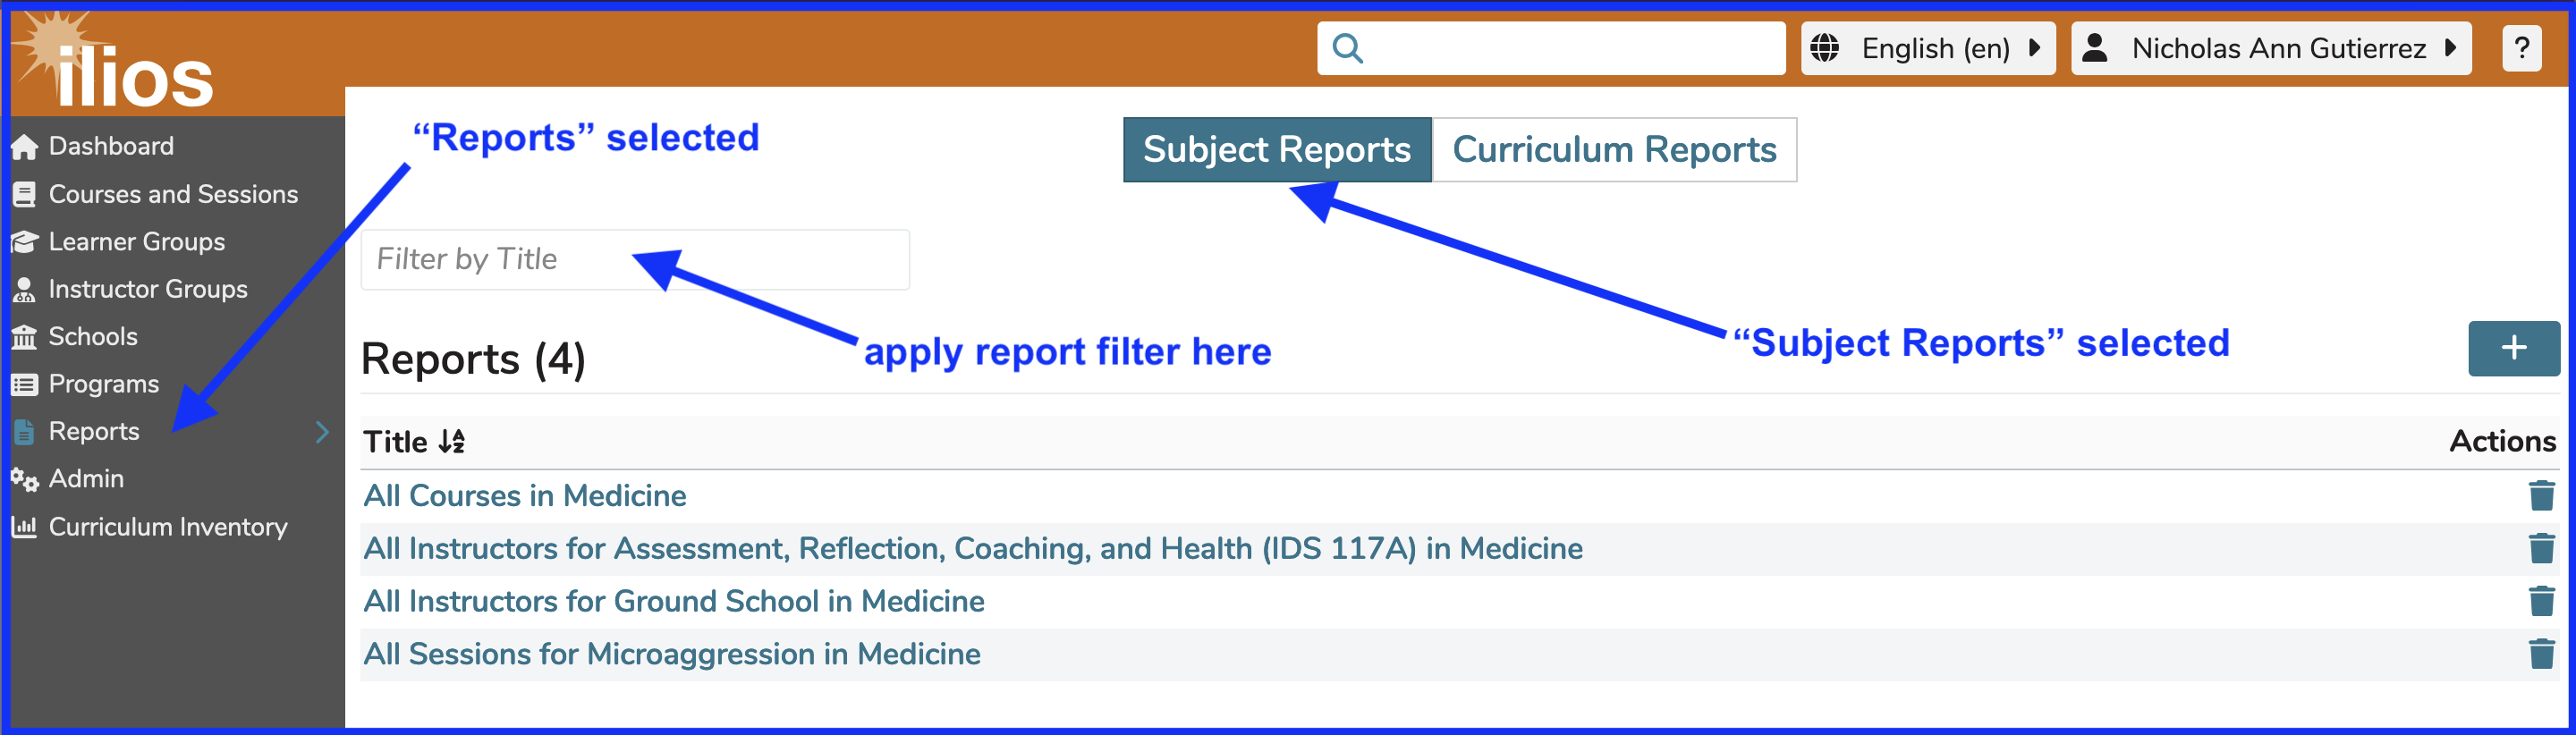 ilios
English (en)
Nicholas Ann Gutierrez
?
Dashboard
Courses and Sessions
Learner Groups
Instructor Groups
Schools
Programs
Reports
Admin
Curriculum Inventory
“Reports” selected
Subject Reports
Curriculum Reports
Filter by Title
apply report filter here
“Subject Reports” selected
Reports (4)
+
Title
Actions
All Courses in Medicine
All Instructors for Assessment, Reflection, Coaching, and Health (IDS 117A) in Medicine
All Instructors for Ground School in Medicine
All Sessions for Microaggression in Medicine